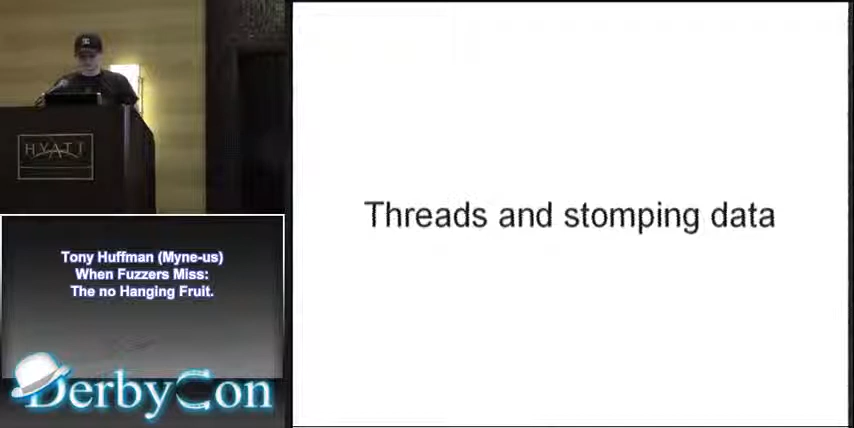 HYATT
Threads and stomping data
Tony Huffman (Myne-us)
When Fuzzers Miss:
The no Hanging Fruit.
DerbyCon